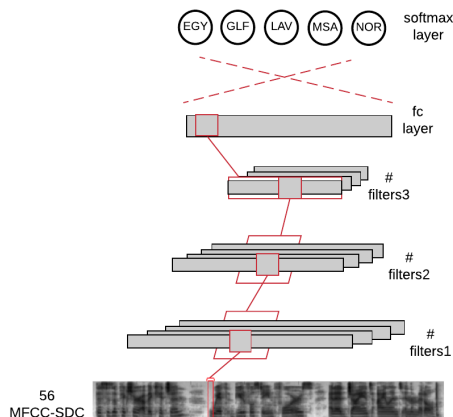 EGY GLF LAV MSA NOR
softmax
layer
fc
layer
#
filters3
#
filters2
#
filters1
56
MFCC-SDC